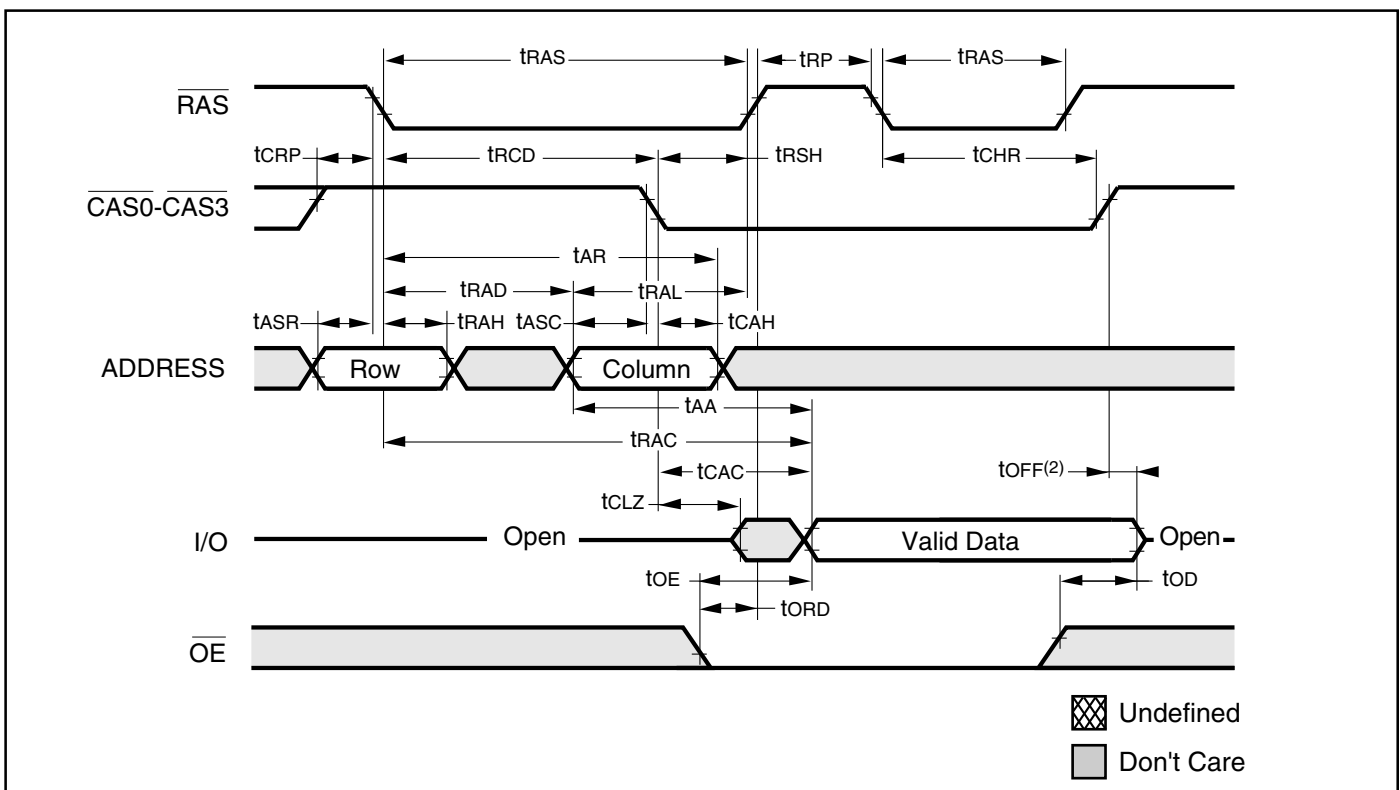 tRAS tRP tRAS
RAS
tCRP tRCD tRSH tCHR
CAS0-CAS3
tAR
tRAD tRAL
tASR tRAH tASC tCAH
ADDRESS Row Column
tAA
tRAC
tCAC tOFF(2)
tCLZ
I/O Open Valid Data Open
tOE tOD
tORD
OE
Undefined
Don't Care